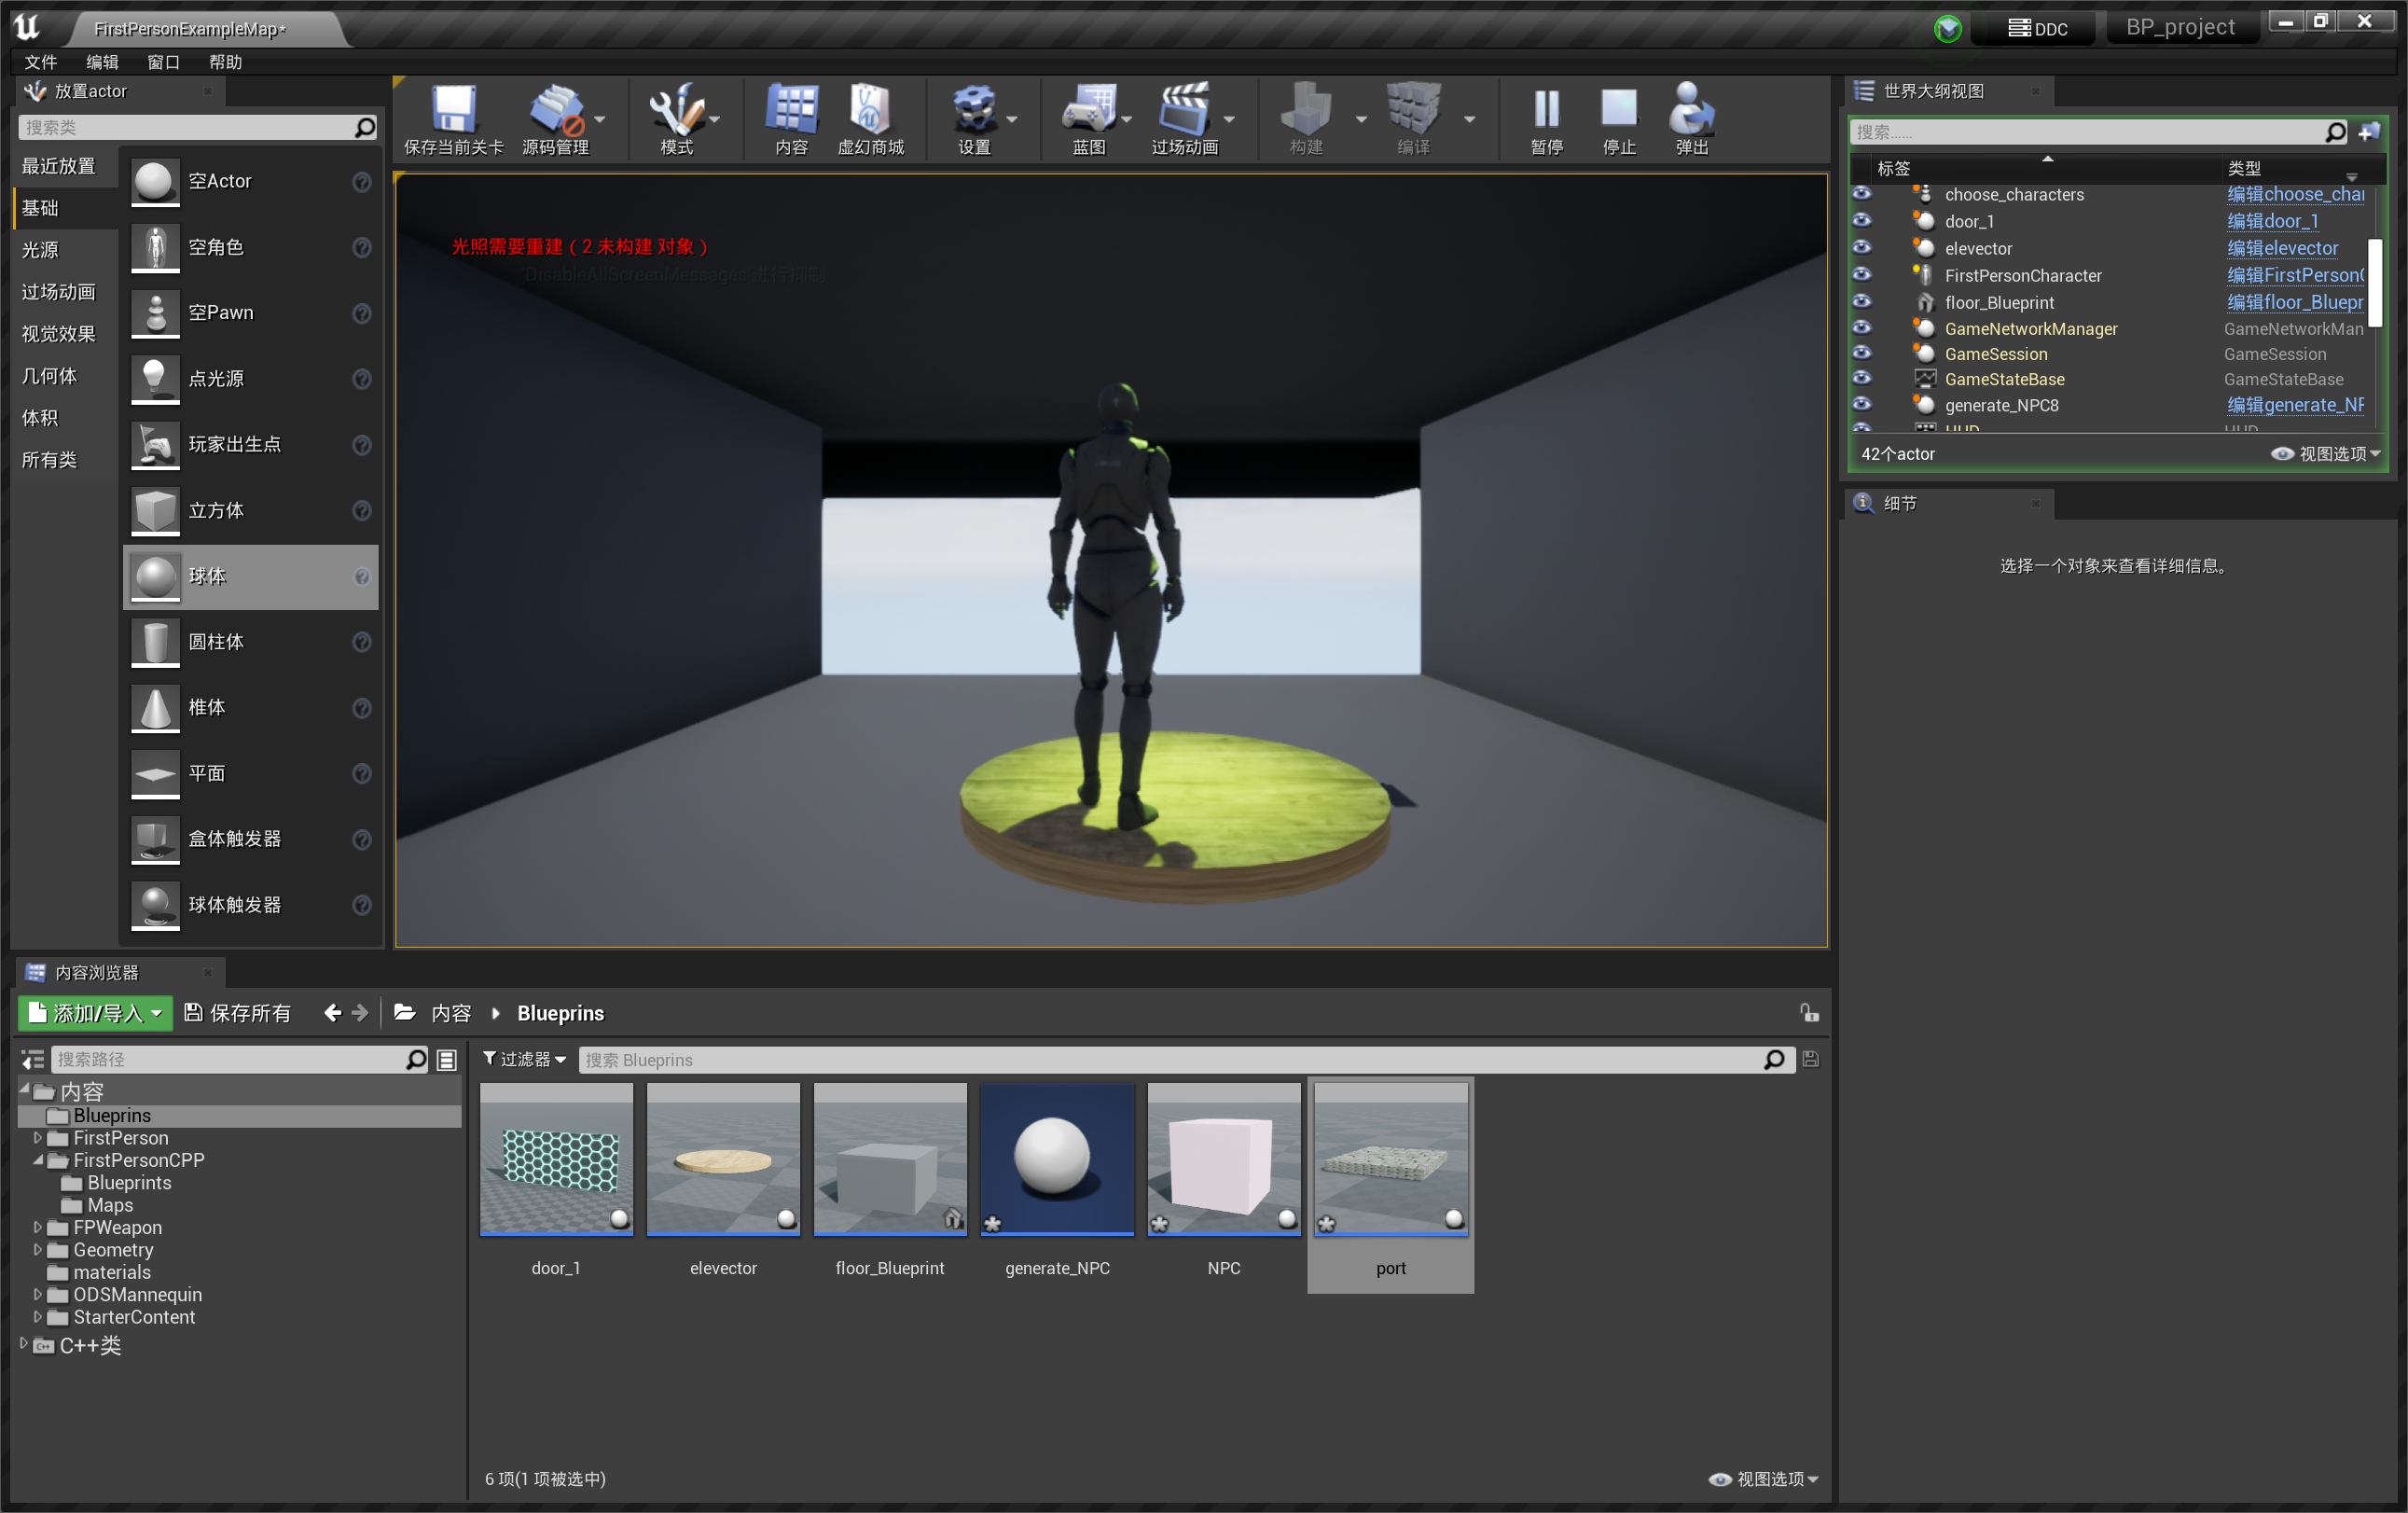 FirstPersonExampleMap*
DDC
BP_project
文件 编辑 窗口 帮助
放置actor
搜索类
最近放置
基础
光源
过场动画
视觉效果
几何体
体积
所有类
空Actor
空角色
空Pawn
点光源
玩家出生点
立方体
球体
圆柱体
椎体
平面
盒体触发器
球体触发器
保存当前关卡 源码管理 模式 内容 虚幻商城 设置 蓝图 过场动画 构建 编译 暂停 停止 弹出
光照需要重建（2 未构建 对象）
'DisableAllScreenMessages'进行抑制
世界大纲视图
搜索......
标签 类型
choose_characters 编辑choose_char
door_1 编辑door_1
elevector 编辑elevector
FirstPersonCharacter 编辑FirstPersonC
floor_Blueprint 编辑floor_Bluepr
GameNetworkManager GameNetworkMan
GameSession GameSession
GameStateBase GameStateBase
generate_NPC8 编辑generate_NP
HUD HUD
42个actor
视图选项
细节
选择一个对象来查看详细信息。
内容浏览器
添加/导入 保存所有 内容 Blueprins
搜索路径
内容
Blueprins
FirstPerson
FirstPersonCPP
Blueprints
Maps
FPWeapon
Geometry
materials
ODSMannequin
StarterContent
C++类
过滤器
搜索 Blueprins
door_1 elevector floor_Blueprint generate_NPC NPC port
6 项(1 项被选中)
视图选项